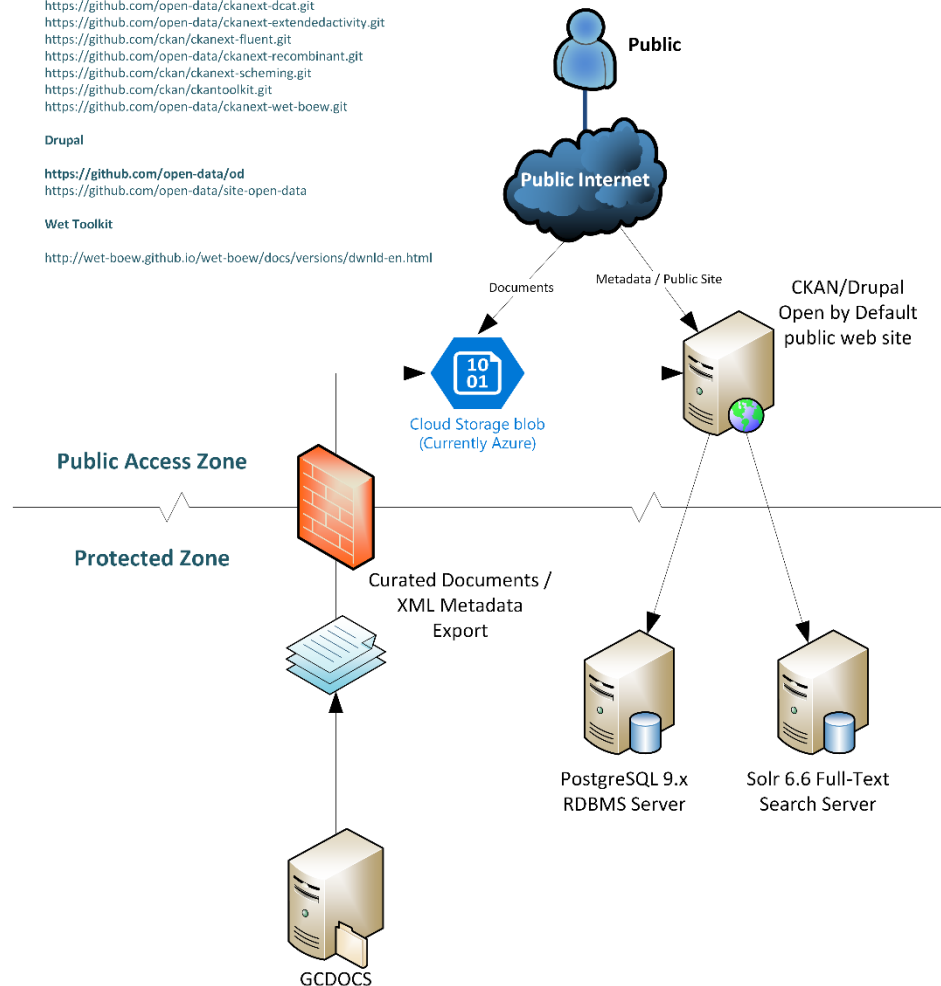 https://github.com/open-data/ckanext-dcat.git
https://github.com/open-data/ckanext-extendedactivity.git
https://github.com/ckan/ckanext-fluent.git
https://github.com/open-data/ckanext-recombinant.git
https://github.com/ckan/ckanext-scheming.git
https://github.com/ckan/ckantoolkit.git
https://github.com/open-data/ckanext-wet-boew.git
Drupal
https://github.com/open-data/od
https://github.com/open-data/site-open-data
Wet Toolkit
http://wet-boew.github.io/wet-boew/docs/versions/dwnld-en.html
Public
Public Internet
Documents
Metadata / Public Site
CKAN/Drupal
Open by Default
public web site
10
01
Cloud Storage blob
(Currently Azure)
Public Access Zone
Protected Zone
Curated Documents /
XML Metadata
Export
PostgreSQL 9.x
RDBMS Server
Solr 6.6 Full-Text
Search Server
GCDOCS